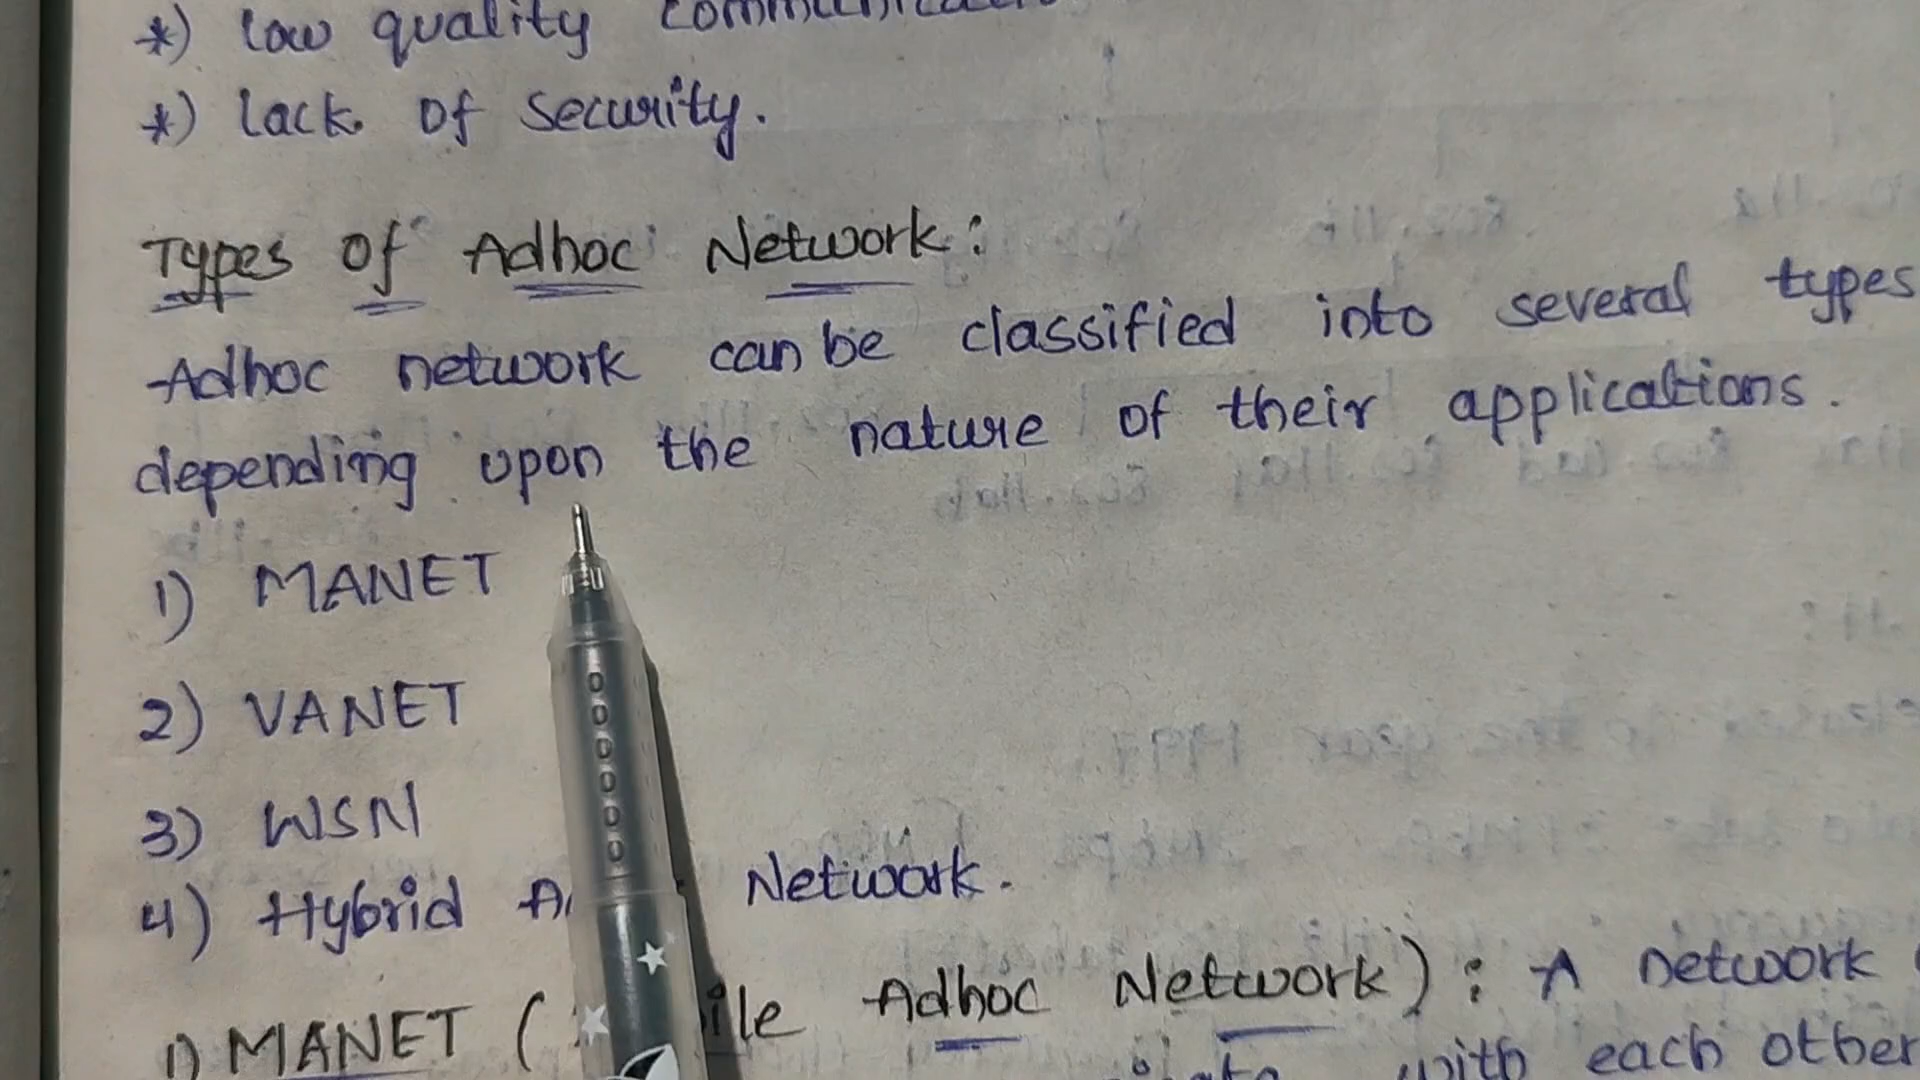 *) low quality
*) lack of security.
Types Of Adhoc Network:
Adhoc network can be classified into several types
depending upon the nature of their applications.
1) MANET
2) VANET
3) WSN
4) Hybrid Network.
1) MANET ( Adhoc Network) : A network
with each other